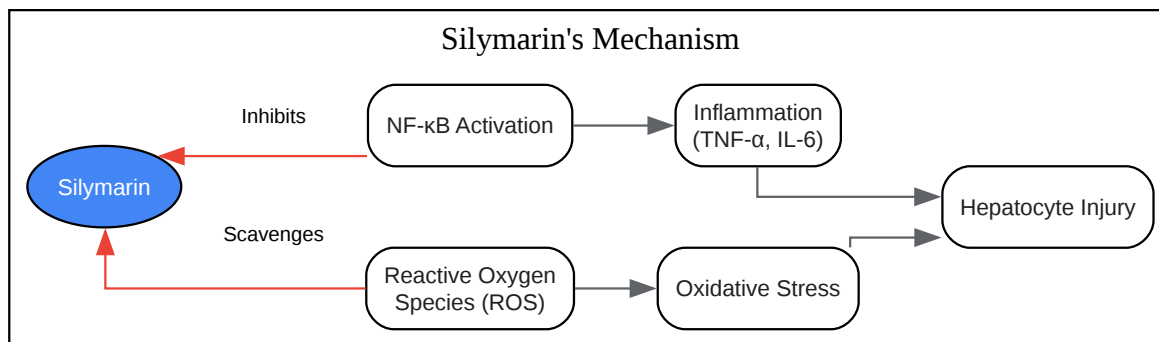 Silymarin's Mechanism
Inhibits
NF-κB Activation
Inflammation
(TNF-α, IL-6)
Silymarin
Hepatocyte Injury
Scavenges
Reactive Oxygen
Species (ROS)
Oxidative Stress